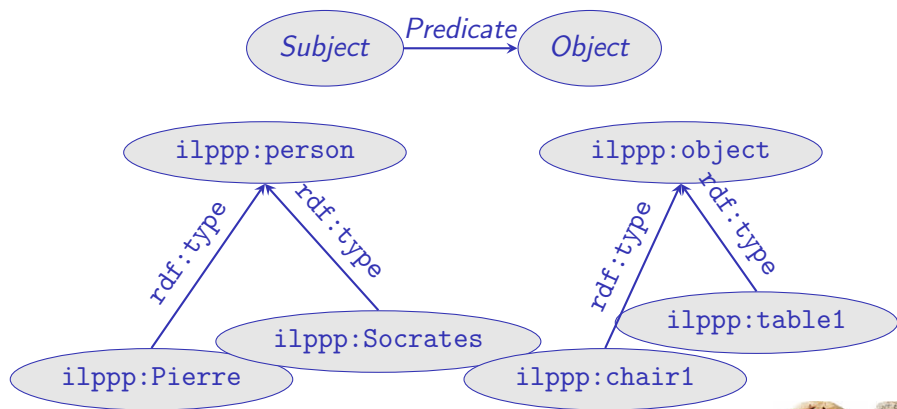 Subject
Predicate
Object
ilppp:person
ilppp:object
rdf:type
rdf:type
rdf:type
rdf:type
ilppp:Pierre
ilppp:Socrates
ilppp:chair1
ilppp:table1